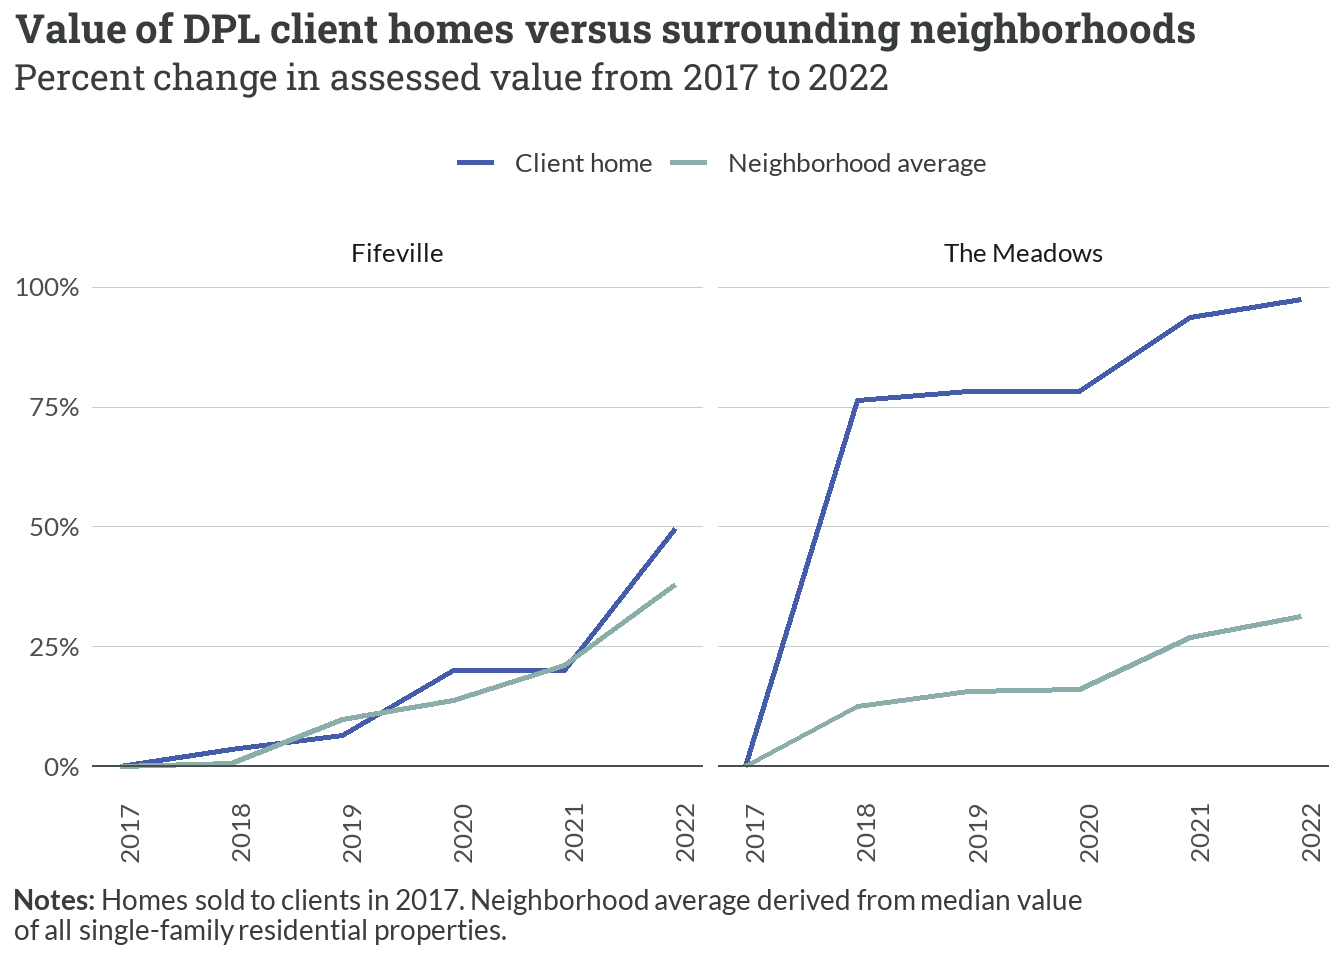 Value of DPL client homes versus surrounding neighborhoods
Percent change in assessed value from 2017 to 2022
Client home
Neighborhood average
Fifeville
The Meadows
100%
75%
50%
25%
0%
2017
2018
2019
2020
2021
2022
2017
2018
2019
2020
2021
2022
Notes: Homes sold to clients in 2017. Neighborhood average derived from median value
of all single-family residential properties.